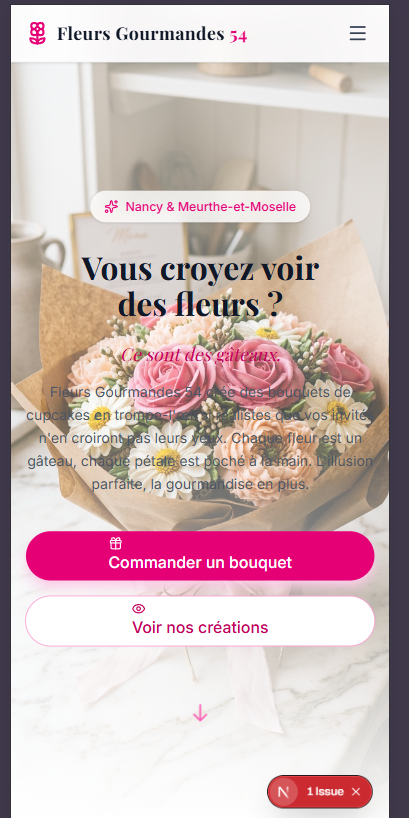 Fleurs Gourmandes 54
Nancy & Meurthe-et-Moselle
Vous croyez voir
des fleurs ?
Ce sont des gâteaux.
Fleurs Gourmandes 54 crée des bouquets de
cupcakes en trompe-l'œil si réalistes que vos invités
n'en croiront pas leurs yeux. Chaque fleur est un
gâteau, chaque pétale est poché à la main. L'illusion
parfaite, la gourmandise en plus.
Commander un bouquet
Voir nos créations
N 1 Issue